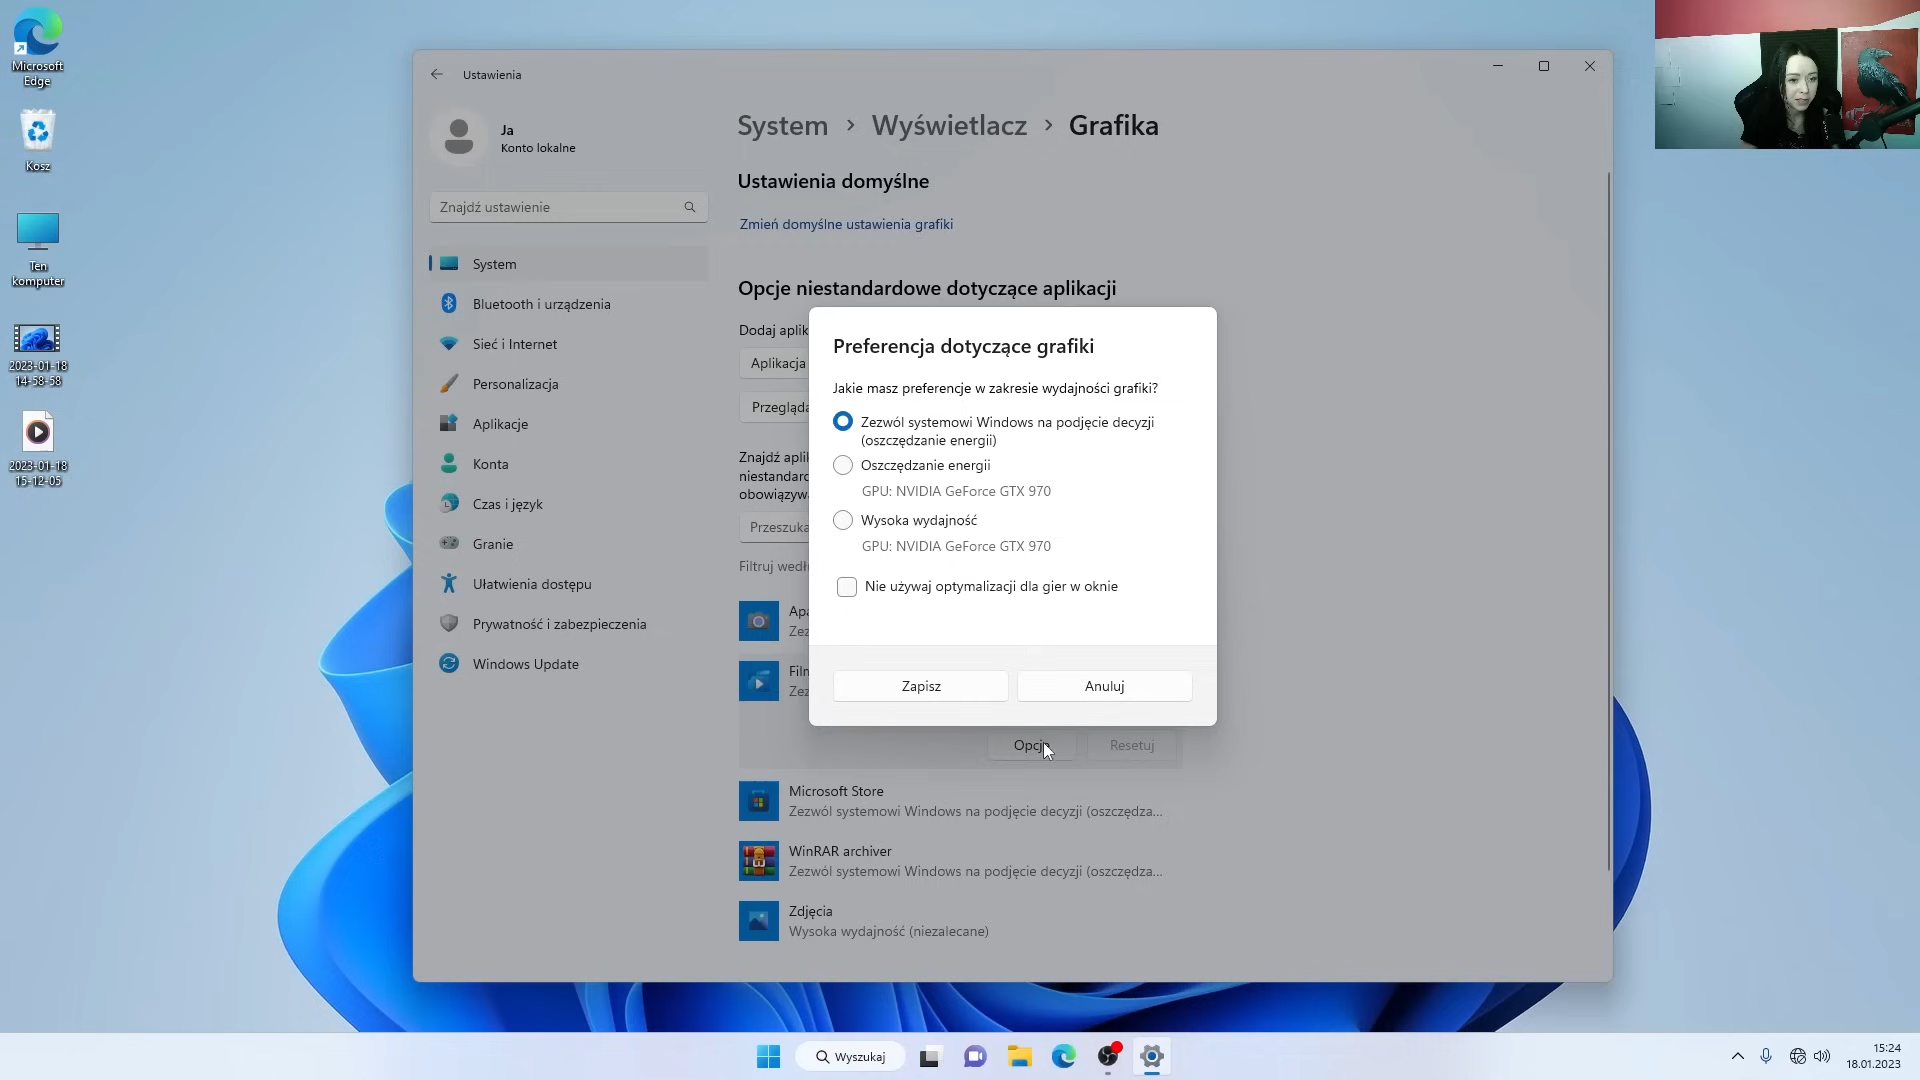 Microsoft
Edge
Kosz
Ten
komputer
2023-01-18
14-58-58
2023-01-18
15-12-05
Ustawienia
Ja
Konto lokalne
Znajdź ustawienie
System
Bluetooth i urządzenia
Sieć i Internet
Personalizacja
Aplikacje
Konta
Czas i język
Granie
Ułatwienia dostępu
Prywatność i zabezpieczenia
Windows Update
System > Wyświetlacz > Grafika
Ustawienia domyślne
Zmień domyślne ustawienia grafiki
Opcje niestandardowe dotyczące aplikacji
Dodaj aplik
Aplikacja
Przegląda
Znajdź apli
niestandard
obowiązyw
Przeszuka
Filtruj wedł
Apa
Zez
Film
Zez
Preferencja dotyczące grafiki
Jakie masz preferencje w zakresie wydajności grafiki?
Zezwól systemowi Windows na podjęcie decyzji
(oszczędzanie energii)
Oszczędzanie energii
GPU: NVIDIA GeForce GTX 970
Wysoka wydajność
GPU: NVIDIA GeForce GTX 970
Nie używaj optymalizacji dla gier w oknie
Zapisz
Anuluj
Opcje
Resetuj
Microsoft Store
Zezwól systemowi Windows na podjęcie decyzji (oszczędza...
WinRAR archiver
Zezwól systemowi Windows na podjęcie decyzji (oszczędza...
Zdjęcia
Wysoka wydajność (niezalecane)
Wyszukaj
15:24
18.01.2023